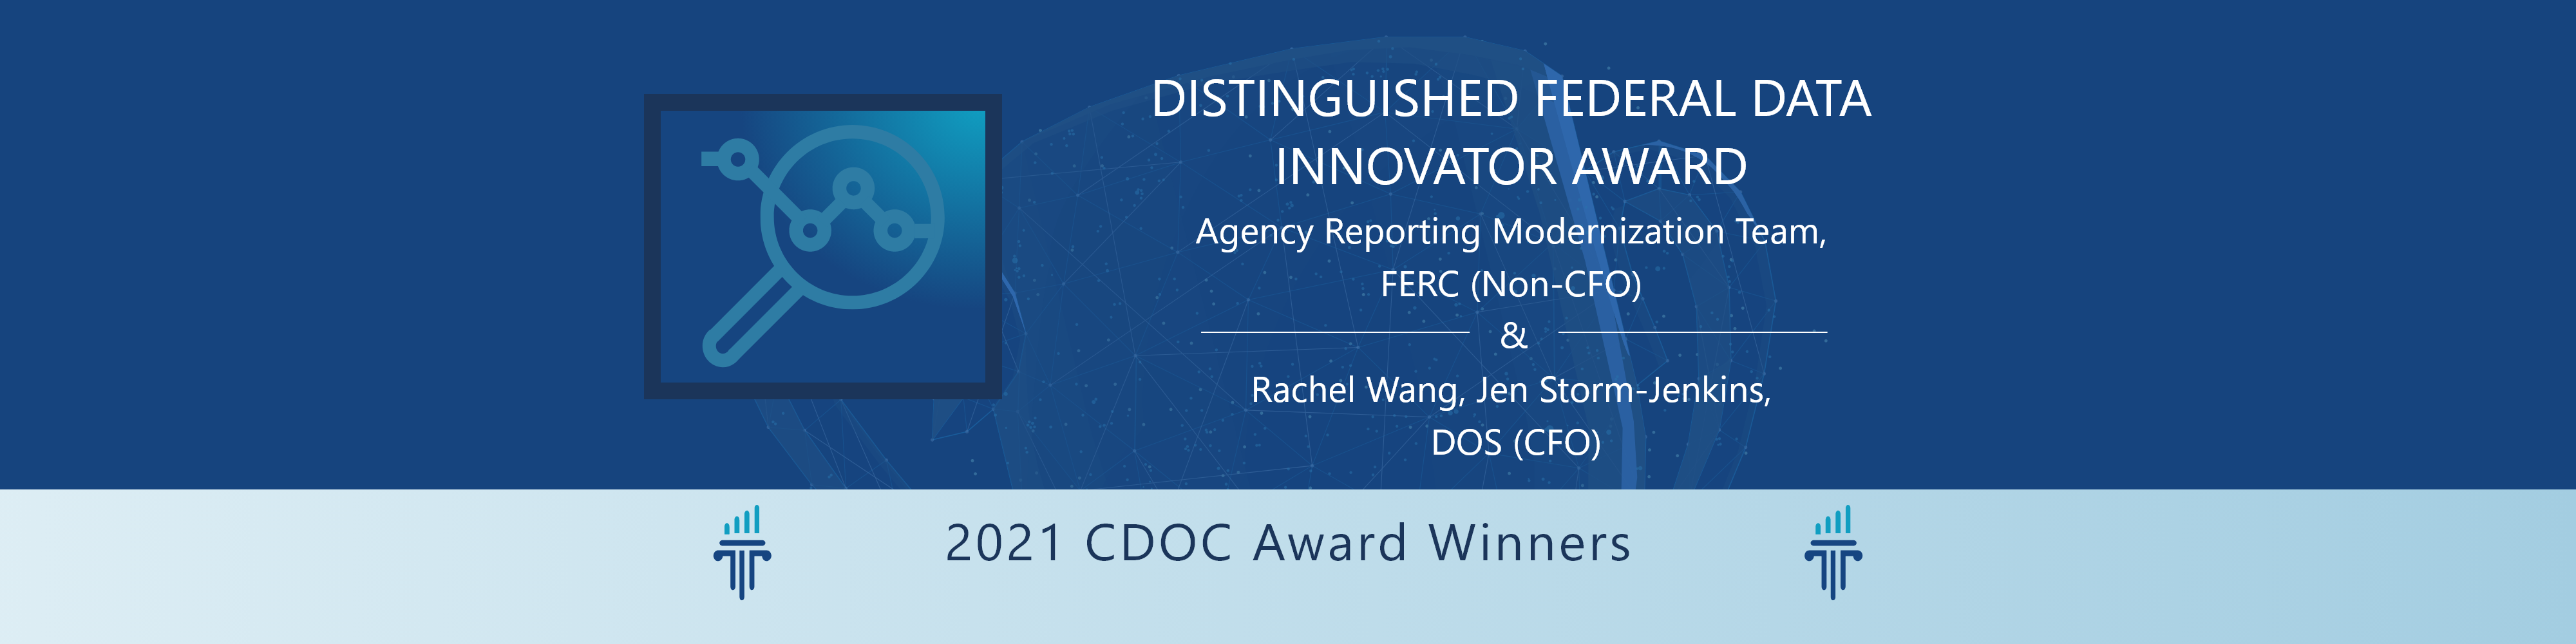 DISTINGUISHED FEDERAL DATA
INNOVATOR AWARD
Agency Reporting Modernization Team,
FERC (Non-CFO)
&
Rachel Wang, Jen Storm-Jenkins,
DOS (CFO)
2021 CDOC Award Winners